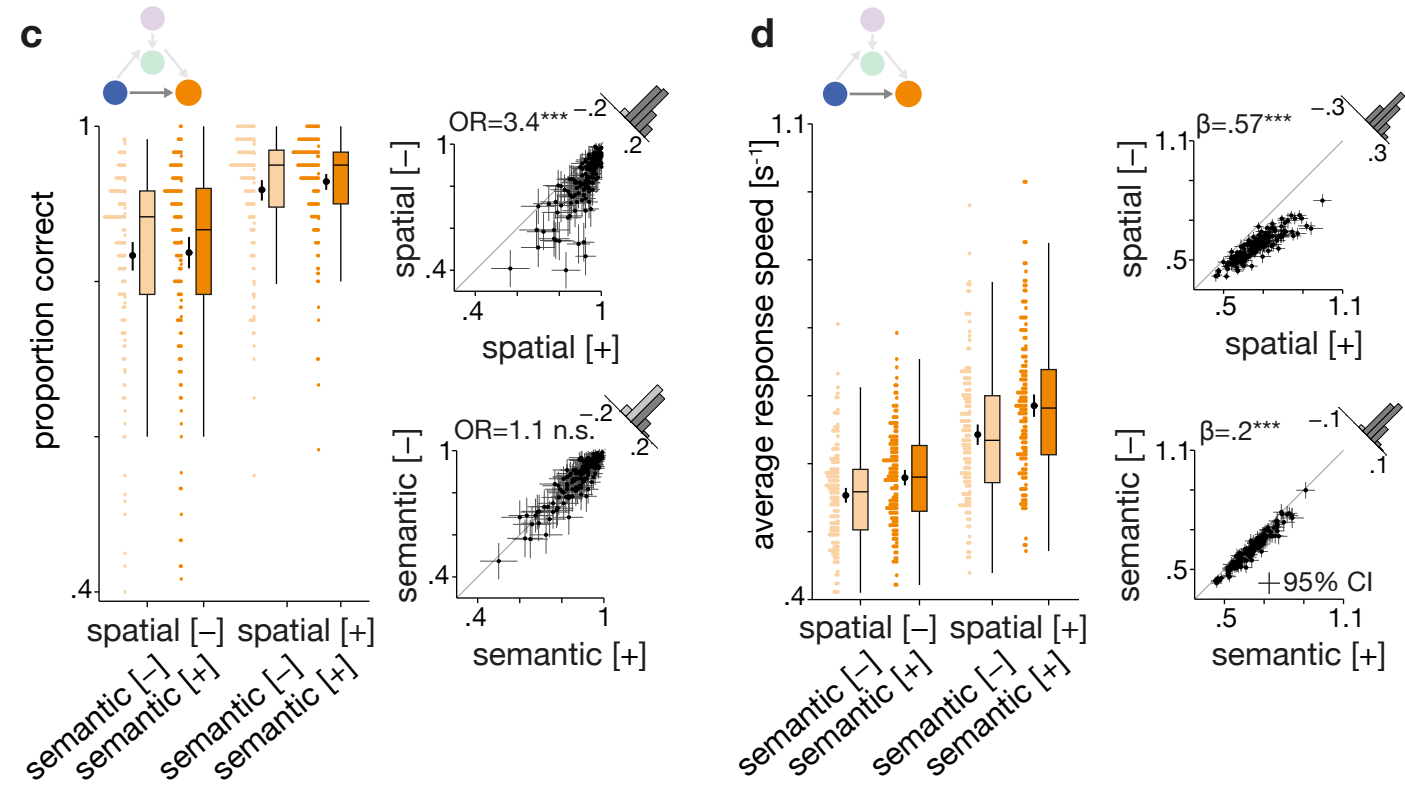 c
proportion correct
1
.4
spatial [–] spatial [+]
semantic [–]
semantic [+]
semantic [–]
semantic [+]
OR=3.4***
–.2
.2
spatial [–]
1
.4
.4
1
spatial [+]
OR=1.1 n.s.
–.2
.2
semantic [–]
1
.4
.4
1
semantic [+]
d
average response speed [s-1]
1.1
.4
spatial [–] spatial [+]
semantic [–]
semantic [+]
semantic [–]
semantic [+]
β=.57***
–.3
.3
spatial [–]
1.1
.5
.5
1.1
spatial [+]
β=.2***
–.1
.1
semantic [–]
1.1
.5
95% CI
.5
1.1
semantic [+]